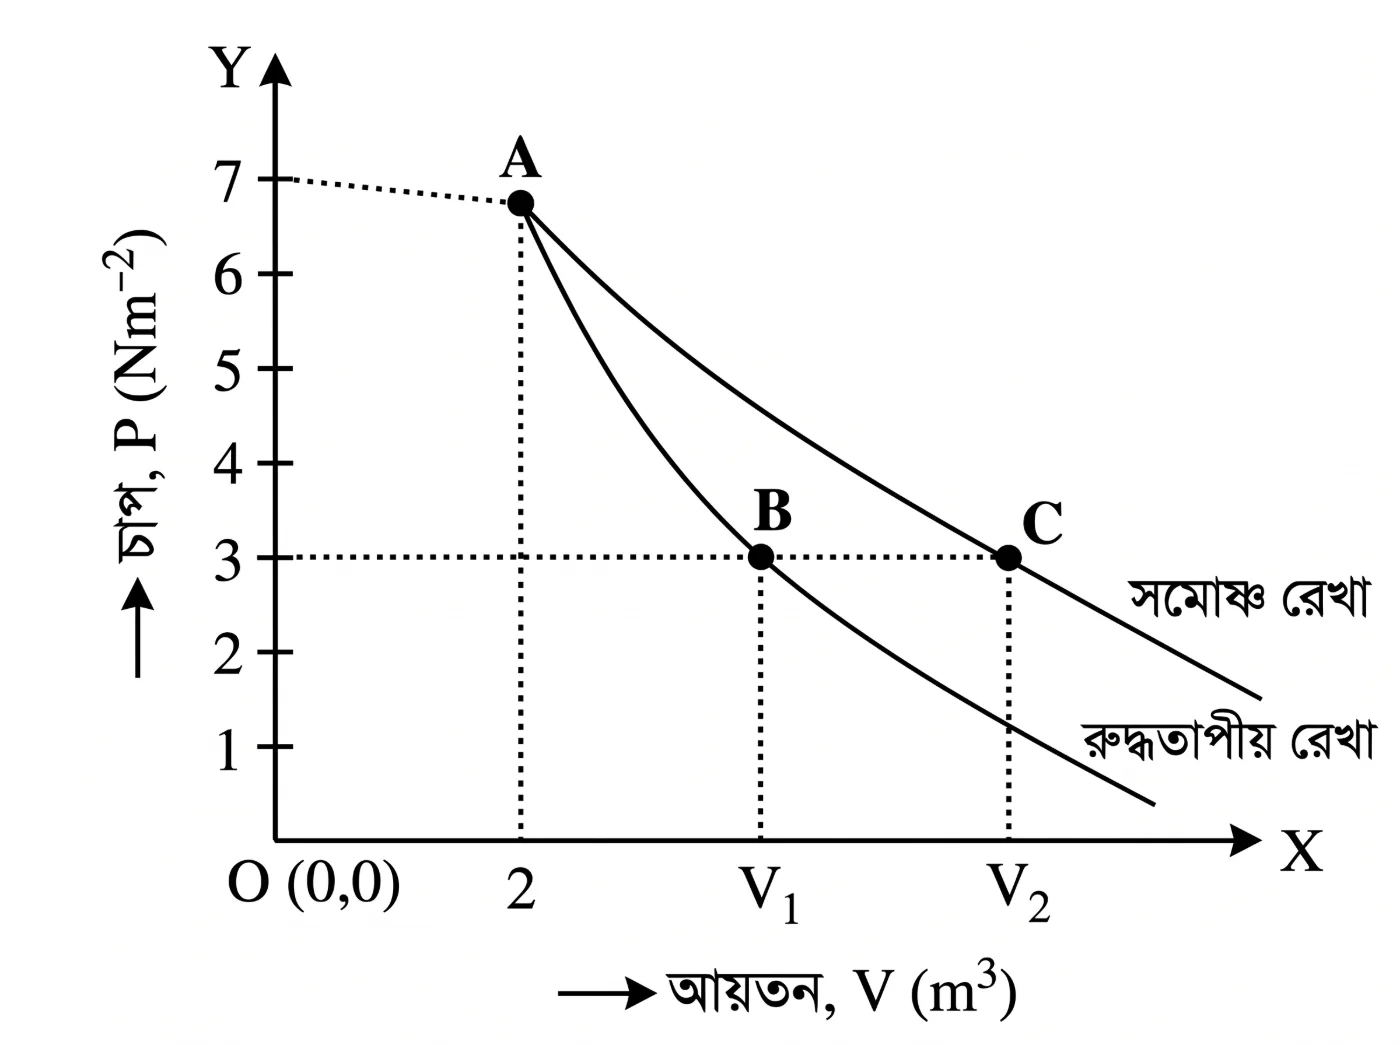 Y
A
7
6
5
4
3
2
1
→ চাপ, P (Nm⁻²)
B
C
সমোষ্ণ রেখা
রুদ্ধতাপীয় রেখা
X
O (0,0)
2
V₁
V₂
→ আয়তন, V (m³)